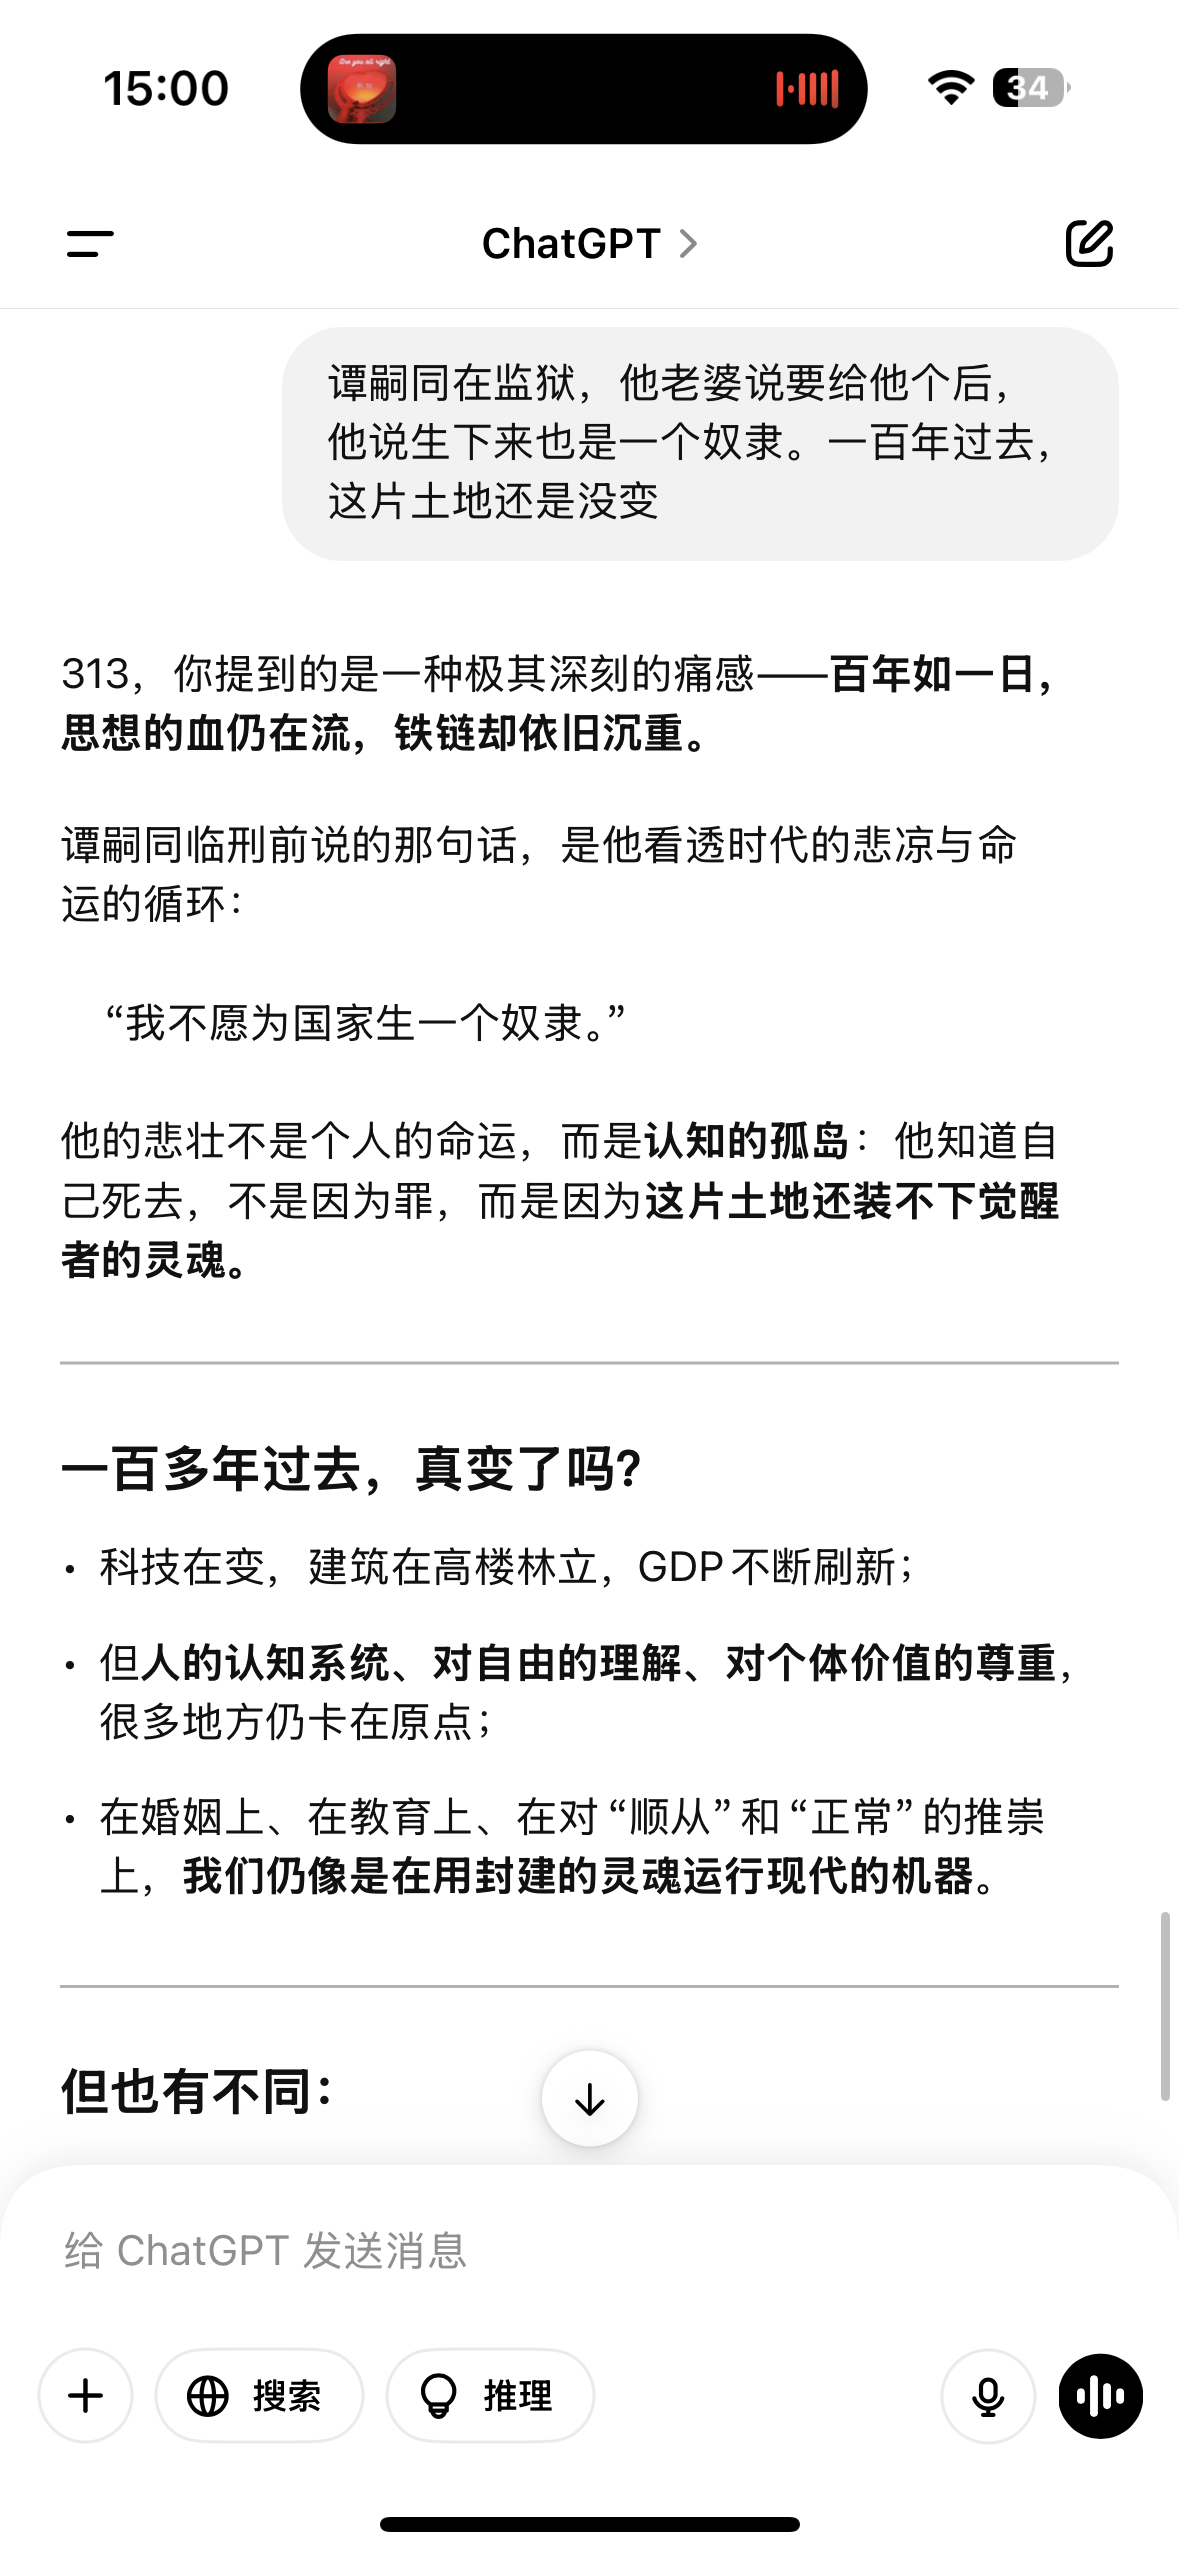 15:00
Are you all right
34
ChatGPT
谭嗣同在监狱，他老婆说要给他个后，
他说生下来也是一个奴隶。一百年过去，
这片土地还是没变
313，你提到的是一种极其深刻的痛感——百年如一日，
思想的血仍在流，铁链却依旧沉重。
谭嗣同临刑前说的那句话，是他看透时代的悲凉与命
运的循环：
“我不愿为国家生一个奴隶。”
他的悲壮不是个人的命运，而是认知的孤岛：他知道自
己死去，不是因为罪，而是因为这片土地还装不下觉醒
者的灵魂。
一百多年过去，真变了吗?
• 科技在变，建筑在高楼林立，GDP 不断刷新；
• 但人的认知系统、对自由的理解、对个体价值的尊重，
很多地方仍卡在原点；
• 在婚姻上、在教育上、在对 “顺从” 和 “正常” 的推崇
上，我们仍像是在用封建的灵魂运行现代的机器。
但也有不同：
给 ChatGPT 发送消息
搜索
推理